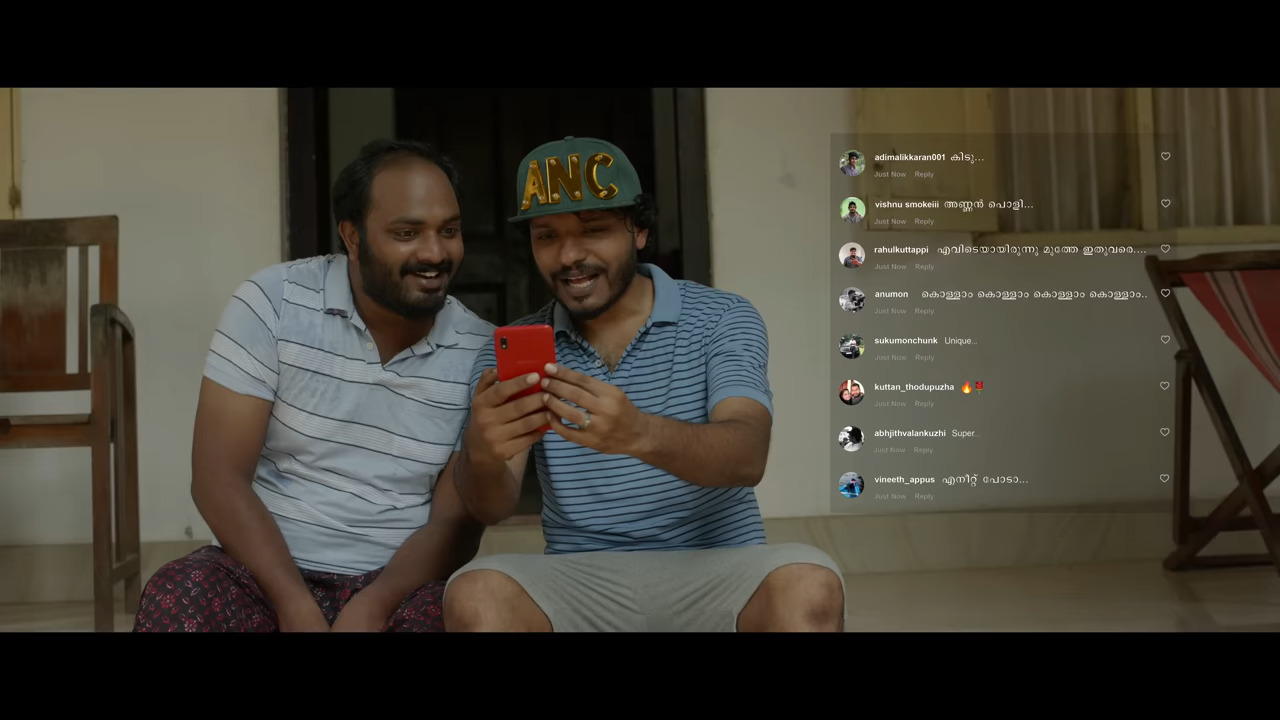 ANC
adimalikkaran001 കിടു...
Just Now Reply
vishnu smokeiii അണ്ണൻ പൊളി...
Just Now Reply
rahulkuttappi എവിടെയായിരുന്നു മുത്തേ ഇതുവരെ....
Just Now Reply
anumon കൊള്ളാം കൊള്ളാം കൊള്ളാം കൊള്ളാം..
Just Now Reply
sukumonchunk Unique...
Just Now Reply
kuttan_thodupuzha 🔥🌹
Just Now Reply
abhjithvalankuzhi Super..
Just Now Reply
vineeth_appus എനീറ്റ് പോടാ...
Just Now Reply